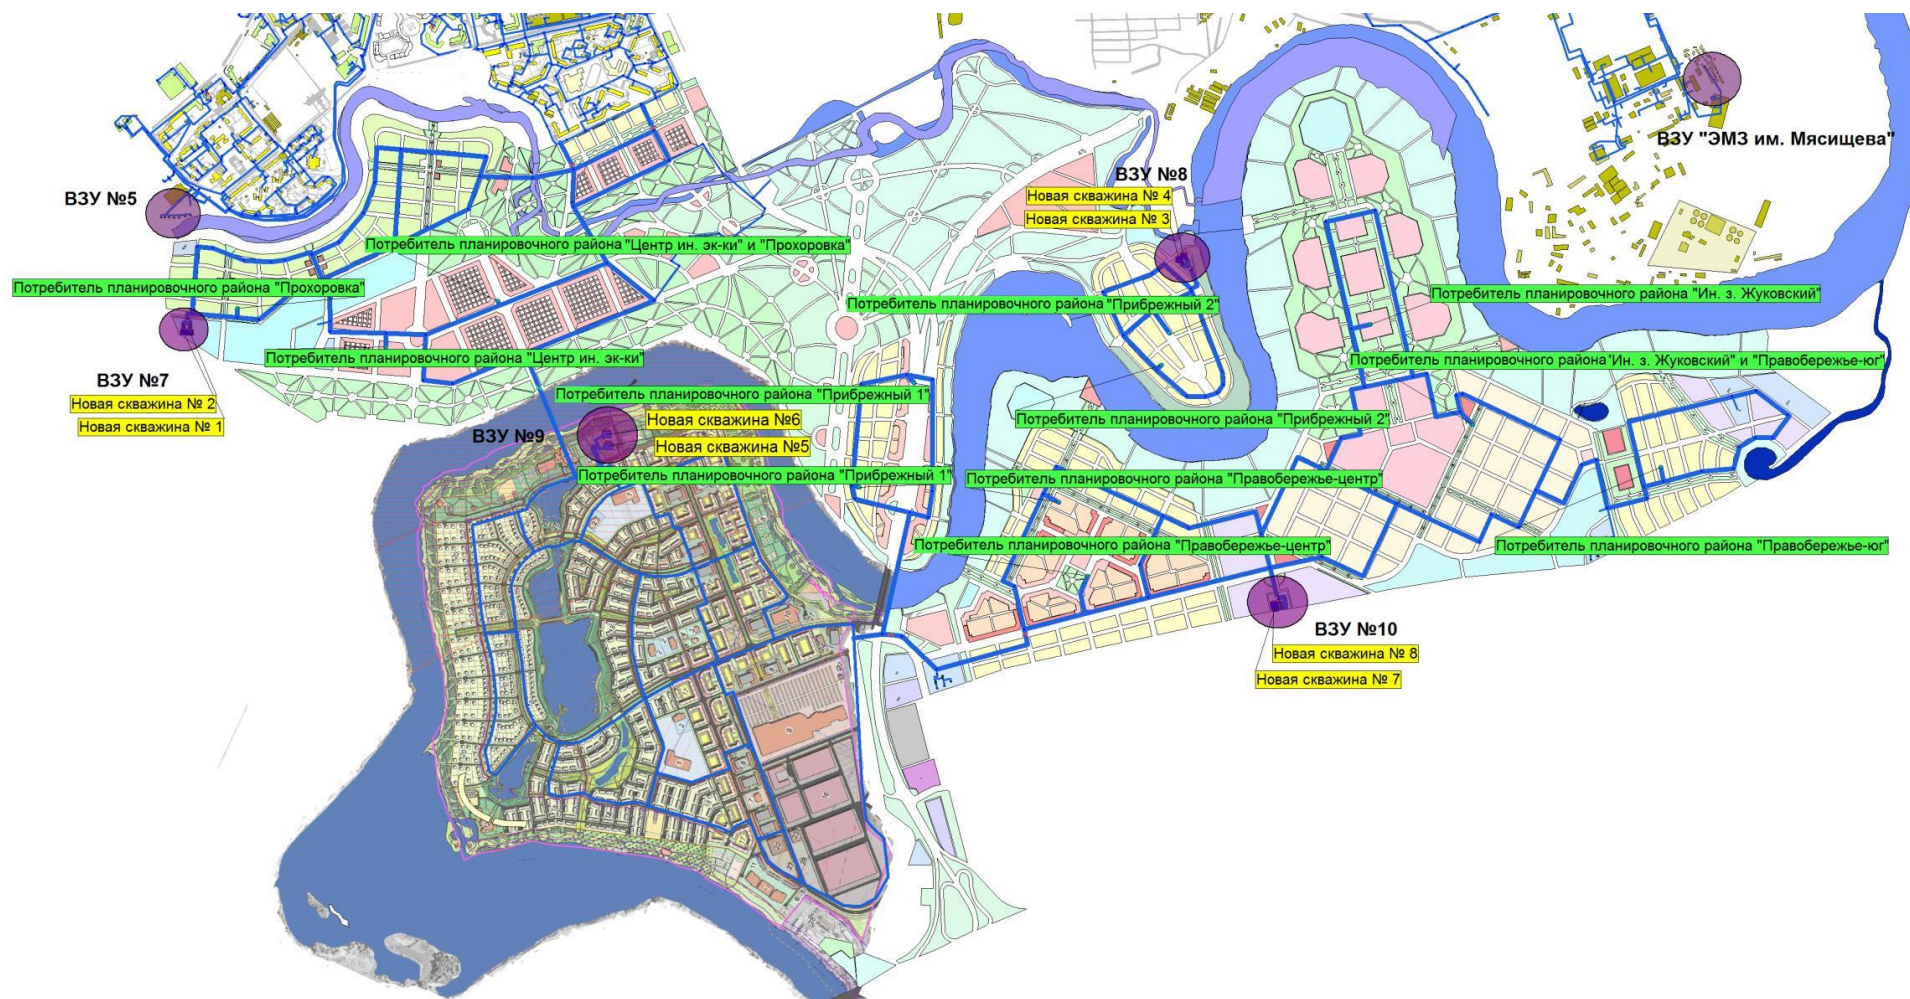 ВЗУ "ЭМЗ им. Мясищева"
ВЗУ №8
Новая скважина № 4
Новая скважина № 3
ВЗУ №5
Потребитель планировочного района "Центр ин. эк-ки" и "Прохоровка"
Потребитель планировочного района "Прохоровка"
Потребитель планировочного района "Ин. з. Жуковский"
Потребитель планировочного района "Прибрежный 2"
Потребитель планировочного района "Центр ин. эк-ки"
Потребитель планировочного района "Ин. з. Жуковский" и "Правобережье-юг"
ВЗУ №7
Новая скважина № 2
Новая скважина № 1
Потребитель планировочного района "Прибрежный 1"
Новая скважина №6
ВЗУ №9
Новая скважина №5
Потребитель планировочного района "Прибрежный 2"
Потребитель планировочного района "Прибрежный 1"
Потребитель планировочного района "Правобережье-центр"
Потребитель планировочного района "Правобережье-центр"
Потребитель планировочного района "Правобережье-юг"
ВЗУ №10
Новая скважина № 8
Новая скважина № 7